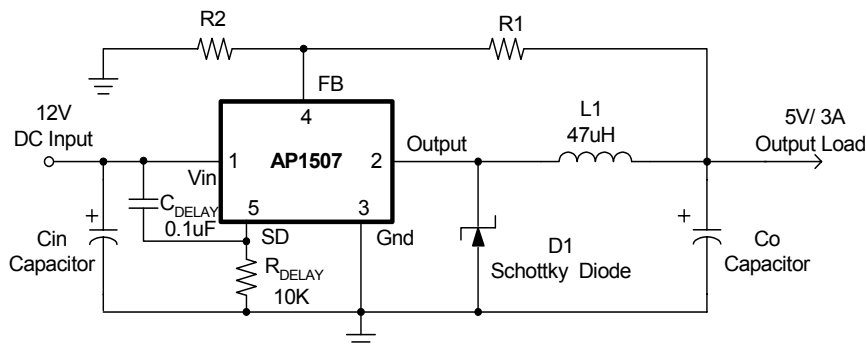 R2
R1
FB
4
12V
DC Input
L1
47uH
5V/ 3A
Output Load
Output
1
AP1507
2
Vin
CDELAY
0.1uF
5
3
SD
Gnd
Cin
Capacitor
RDELAY
10K
D1
Schottky Diode
Co
Capacitor
+
+